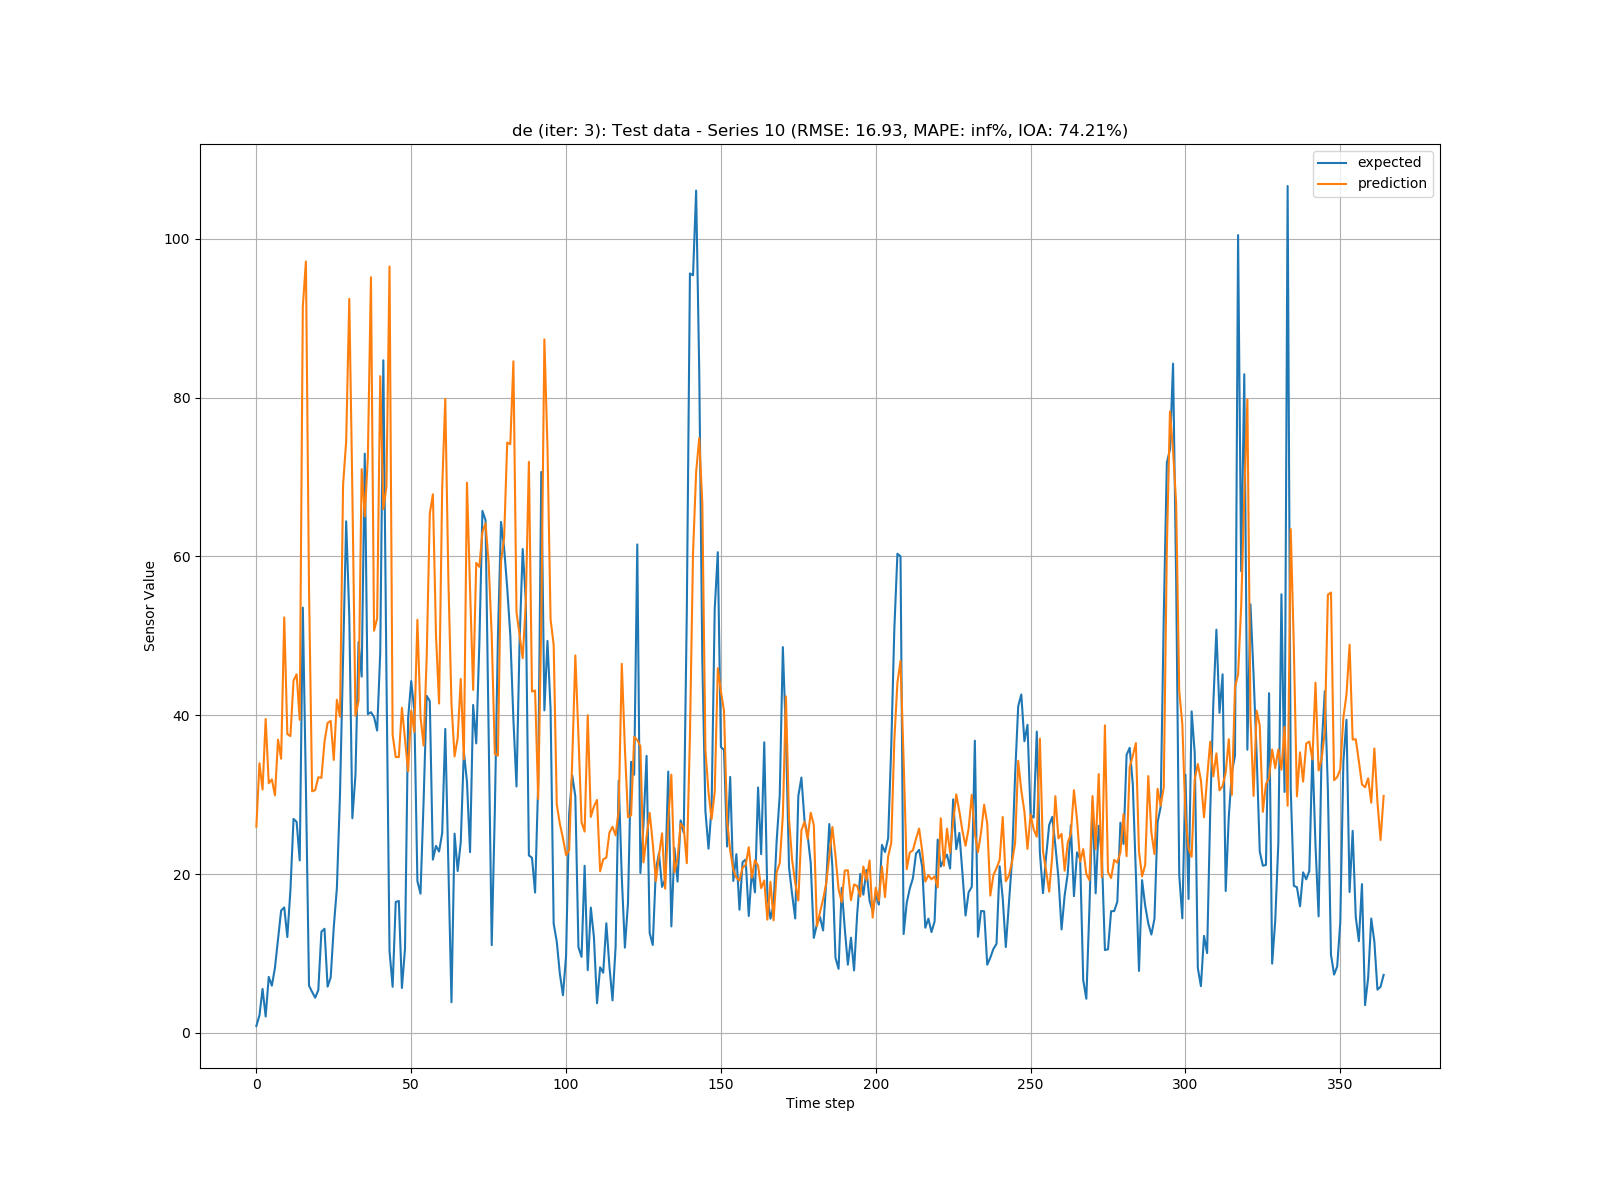 de (iter: 3): Test data - Series 10 (RMSE: 16.93, MAPE: inf%, IOA: 74.21%)
expected
prediction
Sensor Value
100
80
60
40
20
0
0 50 100 150 200 250 300 350
Time step